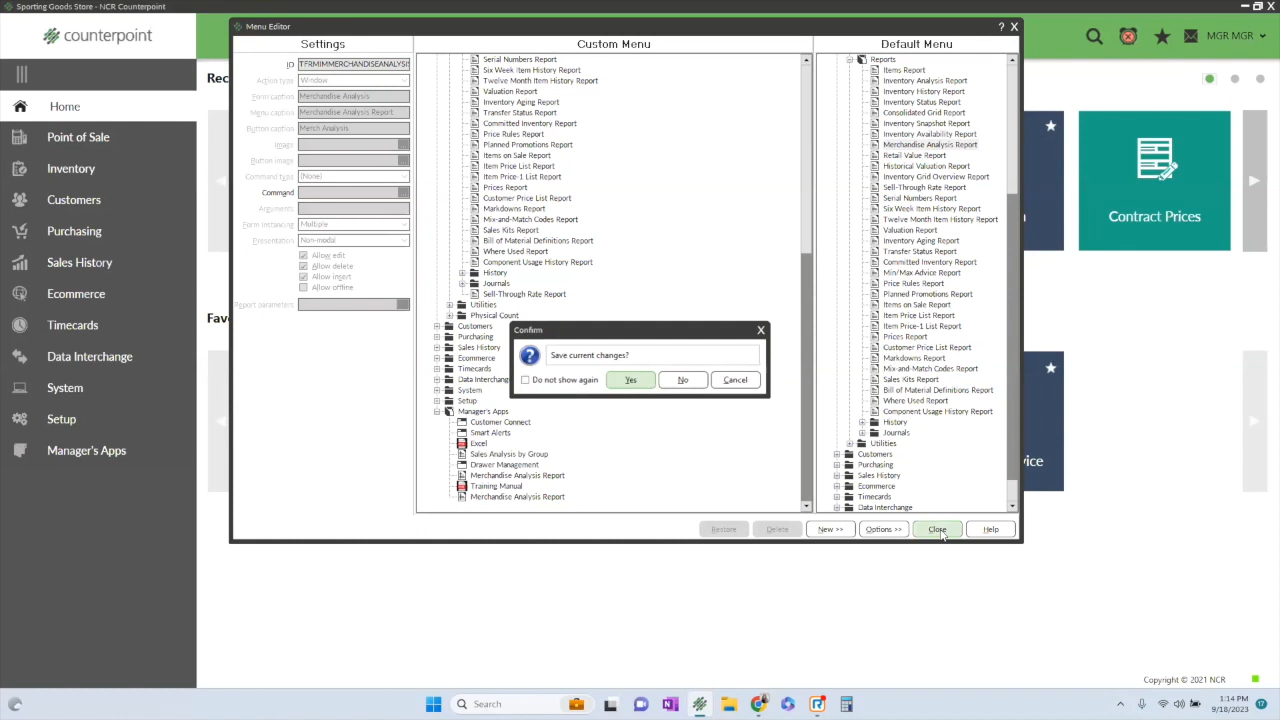 Sporting Goods Store - NCR Counterpoint
counterpoint
MGR MGR
Home
Point of Sale
Inventory
Customers
Purchasing
Sales History
Ecommerce
Timecards
Data Interchange
System
Setup
Manager's Apps
Rec
Fav
Contract Prices
vice
Menu Editor
?
X
Settings
Custom Menu
Default Menu
ID
TFRMIMMERCHANDISEANALYSIS
Action type
Window
Form caption
Merchandise Analysis
Menu caption
Merchandise Analysis Report
Button caption
Merch Analysis
Image
Button image
Command type
(None)
Command
Arguments
Form instancing
Multiple
Presentation
Non-modal
Allow edit
Allow delete
Allow insert
Allow offline
Report parameters
Serial Numbers Report
Six Week Item History Report
Twelve Month Item History Report
Valuation Report
Inventory Aging Report
Transfer Status Report
Committed Inventory Report
Price Rules Report
Planned Promotions Report
Items on Sale Report
Item Price List Report
Item Price-1 List Report
Prices Report
Customer Price List Report
Markdowns Report
Mix-and-Match Codes Report
Sales Kits Report
Bill of Material Definitions Report
Where Used Report
Component Usage History Report
History
Journals
Sell-Through Rate Report
Utilities
Physical Count
Customers
Purchasing
Sales History
Ecommerce
Timecards
Data Interchang
System
Setup
Manager's Apps
Customer Connect
Smart Alerts
Excel
Sales Analysis by Group
Drawer Management
Merchandise Analysis Report
Training Manual
Merchandise Analysis Report
Reports
Items Report
Inventory Analysis Report
Inventory History Report
Inventory Status Report
Consolidated Grid Report
Inventory Snapshot Report
Inventory Availability Report
Merchandise Analysis Report
Retail Value Report
Historical Valuation Report
Inventory Grid Overview Report
Sell-Through Rate Report
Serial Numbers Report
Six Week Item History Report
Twelve Month Item History Report
Valuation Report
Inventory Aging Report
Transfer Status Report
Committed Inventory Report
Min/Max Advice Report
Price Rules Report
Planned Promotions Report
Items on Sale Report
Item Price List Report
Item Price-1 List Report
Prices Report
Customer Price List Report
Markdowns Report
Mix-and-Match Codes Report
Sales Kits Report
Bill of Material Definitions Report
Where Used Report
Component Usage History Report
History
Journals
Utilities
Customers
Purchasing
Sales History
Ecommerce
Timecards
Data Interchange
Confirm
X
Save current changes?
Do not show again
Yes
No
Cancel
Restore
Delete
New >>
Options >>
Close
Help
Copyright © 2021 NCR
Search
1:14 PM
9/18/2023
17